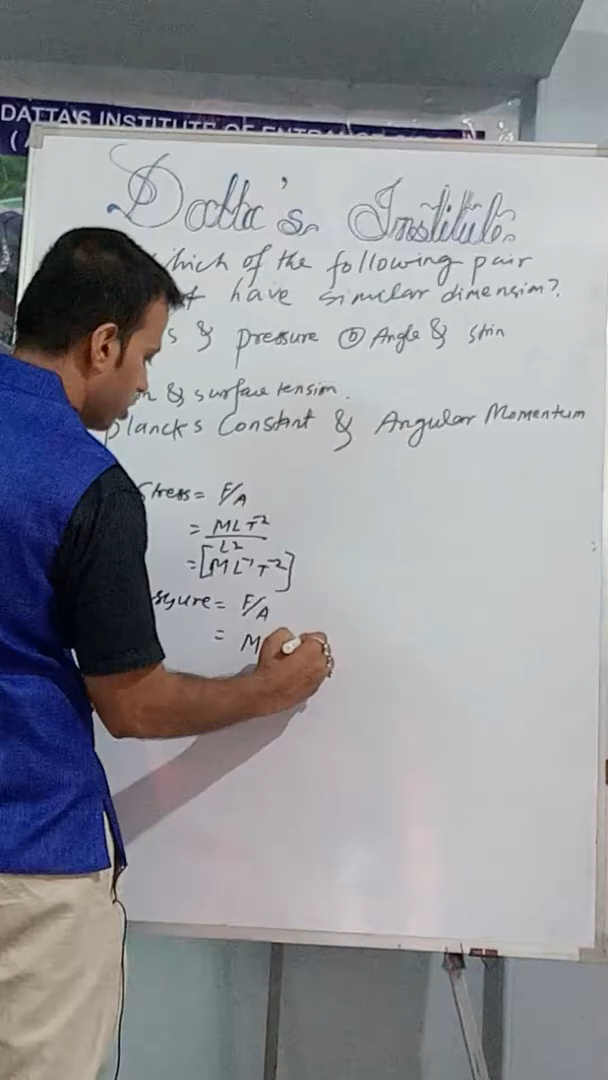 DATTA'S INSTITUTE OF
Datta's Institute
hich of the following pair
have similar dimension?
s & pressure ⓑ Angle & strin
n & surface tension.
plancks Constant & Angular Momentum
Stress = F/A
= MLT⁻²
L²
= [ML⁻¹T⁻²]
ssure = F/A
= M